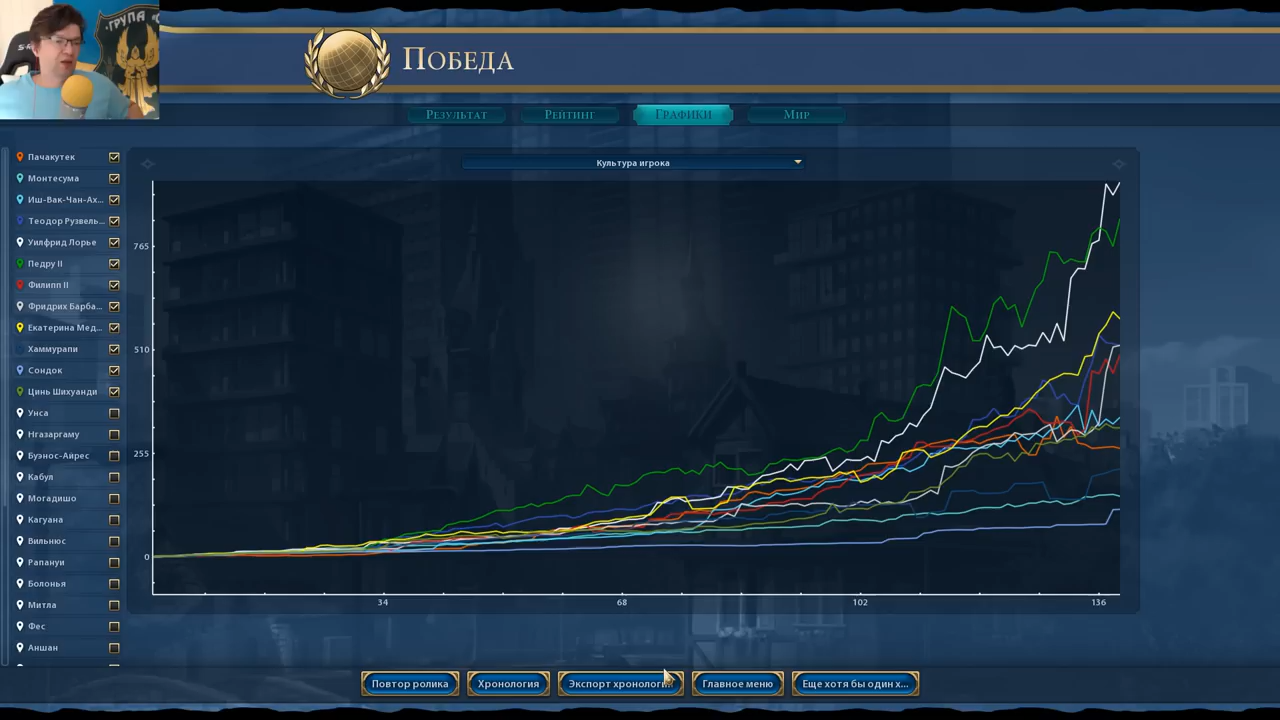 ГРУПА
Победа
Результат
Рейтинг
Графики
Мир
Культура игрока
Пачакутек
Монтесума
Иш-Вак-Чан-Ах...
Теодор Рузвель...
Уилфрид Лорье
Педру II
Филипп II
Фридрих Барба...
Екатерина Мед...
Хаммурапи
Сондок
Цинь Шихуанди
Унса
Нгазаргаму
Буэнос-Айрес
Кабул
Могадишо
Кагуана
Вильнюс
Рапануи
Болонья
Митла
Фес
Аншан
765
510
255
0
34
68
102
136
Повтор ролика
Хронология
Экспорт хронологи...
Главное меню
Еще хотя бы один х...